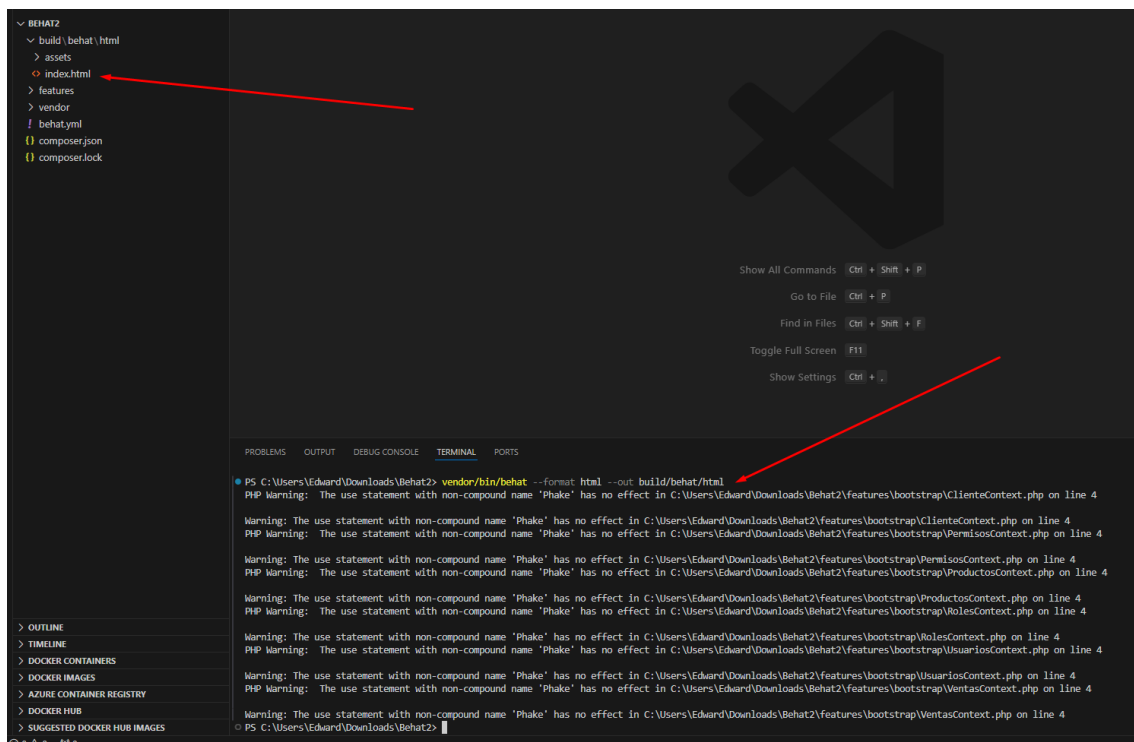 BEHAT2
build\behat\html
assets
<> index.html
features
vendor
! behat.yml
{} composer.json
{} composer.lock
Show All Commands Ctrl + Shift + P
Go to File Ctrl + P
Find in Files Ctrl + Shift + F
Toggle Full Screen F11
Show Settings Ctrl + ,
PROBLEMS OUTPUT DEBUG CONSOLE TERMINAL PORTS
PS C:\Users\Edward\Downloads\Behat2> vendor/bin/behat --format html --out build/behat/html
PHP Warning:  The use statement with non-compound name 'Phake' has no effect in C:\Users\Edward\Downloads\Behat2\features\bootstrap\ClienteContext.php on line 4
Warning: The use statement with non-compound name 'Phake' has no effect in C:\Users\Edward\Downloads\Behat2\features\bootstrap\ClienteContext.php on line 4
PHP Warning:  The use statement with non-compound name 'Phake' has no effect in C:\Users\Edward\Downloads\Behat2\features\bootstrap\PermisosContext.php on line 4
Warning: The use statement with non-compound name 'Phake' has no effect in C:\Users\Edward\Downloads\Behat2\features\bootstrap\PermisosContext.php on line 4
PHP Warning:  The use statement with non-compound name 'Phake' has no effect in C:\Users\Edward\Downloads\Behat2\features\bootstrap\ProductosContext.php on line 4
Warning: The use statement with non-compound name 'Phake' has no effect in C:\Users\Edward\Downloads\Behat2\features\bootstrap\ProductosContext.php on line 4
PHP Warning:  The use statement with non-compound name 'Phake' has no effect in C:\Users\Edward\Downloads\Behat2\features\bootstrap\RolesContext.php on line 4
Warning: The use statement with non-compound name 'Phake' has no effect in C:\Users\Edward\Downloads\Behat2\features\bootstrap\RolesContext.php on line 4
PHP Warning:  The use statement with non-compound name 'Phake' has no effect in C:\Users\Edward\Downloads\Behat2\features\bootstrap\UsuariosContext.php on line 4
Warning: The use statement with non-compound name 'Phake' has no effect in C:\Users\Edward\Downloads\Behat2\features\bootstrap\UsuariosContext.php on line 4
PHP Warning:  The use statement with non-compound name 'Phake' has no effect in C:\Users\Edward\Downloads\Behat2\features\bootstrap\VentasContext.php on line 4
Warning: The use statement with non-compound name 'Phake' has no effect in C:\Users\Edward\Downloads\Behat2\features\bootstrap\VentasContext.php on line 4
PS C:\Users\Edward\Downloads\Behat2>
OUTLINE
TIMELINE
DOCKER CONTAINERS
DOCKER IMAGES
AZURE CONTAINER REGISTRY
DOCKER HUB
SUGGESTED DOCKER HUB IMAGES